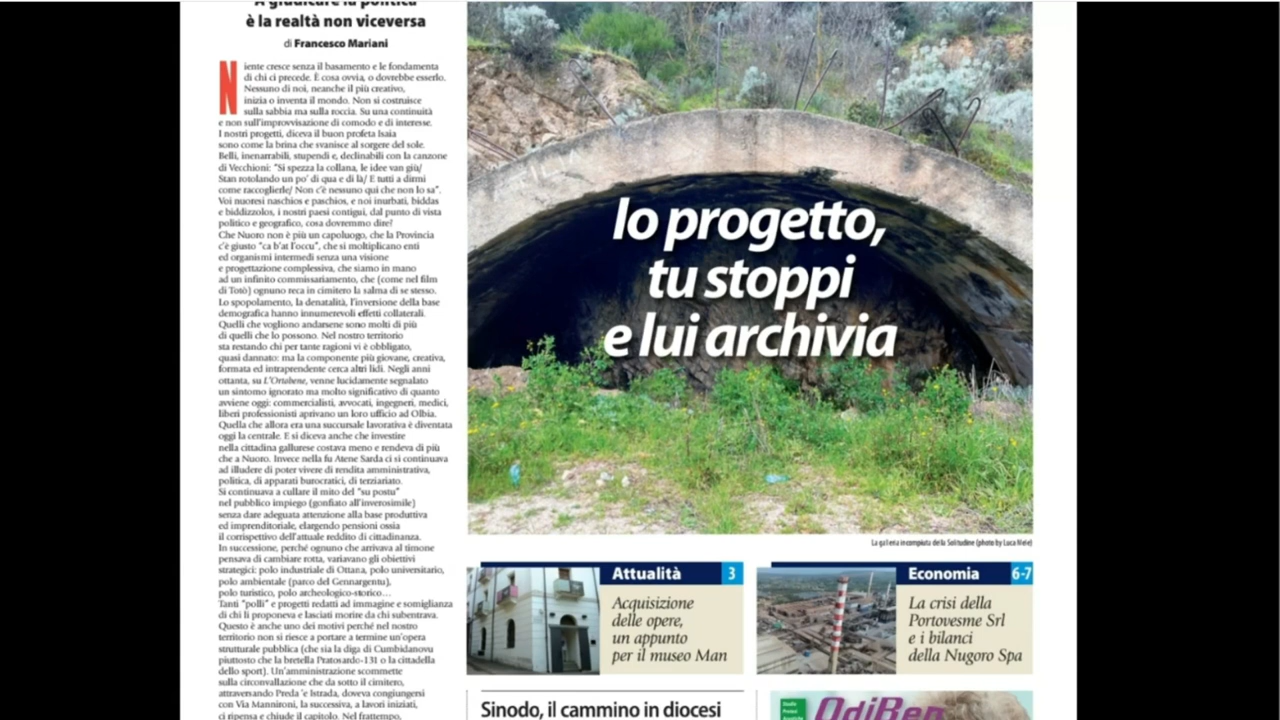 A giudicare la politica
è la realtà non viceversa
di Francesco Mariani
Niente cresce senza il basamento e le fondamenta
di chi ci precede. È cosa ovvia, o dovrebbe esserlo.
Nessuno di noi, neanche il più creativo,
inizia o inventa il mondo. Non si costruisce
sulla sabbia ma sulla roccia. Su una continuità
e non sull'improvvisazione di comodo e di interesse.
I nostri progetti, diceva il buon profeta Isaia
sono come la brina che svanisce al sorgere del sole.
Belli, inenarrabili, stupendi e, declinabili con la canzone
di Vecchioni: "Si spezza la collana, le idee van giù/
Stan rotolando un po' di qua e di là/ E tutti a dirmi
come raccoglierle/ Non c'è nessuno qui che non lo sa".
Voi nuoresi naschios e paschios, e noi inurbati, biddas
e biddizzolos, i nostri paesi contigui, dal punto di vista
politico e geografico, cosa dovremmo dire?
Che Nuoro non è più un capoluogo, che la Provincia
c'è giusto "ca b'at l'occu", che si moltiplicano enti
ed organismi intermedi senza una visione
e progettazione complessiva, che siamo in mano
ad un infinito commissariamento, che (come nel film
di Totò) ognuno reca in cimitero la salma di se stesso.
Lo spopolamento, la denatalità, l'inversione della base
demografica hanno innumerevoli effetti collaterali.
Quelli che vogliono andarsene sono molti di più
di quelli che lo possono. Nel nostro territorio
sta restando chi per tante ragioni vi è obbligato,
quasi dannato: ma la componente più giovane, creativa,
formata ed intraprendente cerca altri lidi. Negli anni
ottanta, su L'Ortobene, venne lucidamente segnalato
un sintomo ignorato ma molto significativo di quanto
avviene oggi: commercialisti, avvocati, ingegneri, medici,
liberi professionisti aprivano un loro ufficio ad Olbia.
Quella che allora era una succursale lavorativa è diventata
oggi la centrale. E si diceva anche che investire
nella cittadina gallurese costava meno e rendeva di più
che a Nuoro. Invece nella fu Atene Sarda ci si continuava
ad illudere di poter vivere di rendita amministrativa,
politica, di apparati burocratici, di terziariato.
Si continuava a cullare il mito del "su postu"
nel pubblico impiego (gonfiato all'inverosimile)
senza dare adeguata attenzione alla base produttiva
ed imprenditoriale, elargendo pensioni ossia
il corrispettivo dell'attuale reddito di cittadinanza.
In successione, perché ognuno che arrivava al timone
pensava di cambiare rotta, variavano gli obiettivi
strategici: polo industriale di Ottana, polo universitario,
polo ambientale (parco del Gennargentu),
polo turistico, polo archeologico-storico...
Tanti "polli" e progetti redatti ad immagine e somiglianza
di chi li proponeva e lasciati morire da chi subentrava.
Questo è anche uno dei motivi perché nel nostro
territorio non si riesce a portare a termine un'opera
strutturale pubblica (che sia la diga di Cumbidanovu
piuttosto che la bretella Pratosardo-131 o la cittadella
dello sport). Un'amministrazione scommette
sulla circonvallazione che da sotto il cimitero,
attraversando Preda 'e Istrada, doveva congiungersi
con Via Mannironi, la successiva, a lavori iniziati,
ci ripensa e chiude il capitolo. Nel frattempo,
Io progetto,
tu stoppi
e lui archivia
La galleria incompiuta della Solitudine (photo by Luca Mele)
Attualità 3
Acquisizione
delle opere,
un appunto
per il museo Man
Economia 6-7
La crisi della
Portovesme Srl
e i bilanci
della Nugoro Spa
Sinodo, il cammino in diocesi
OdiBen